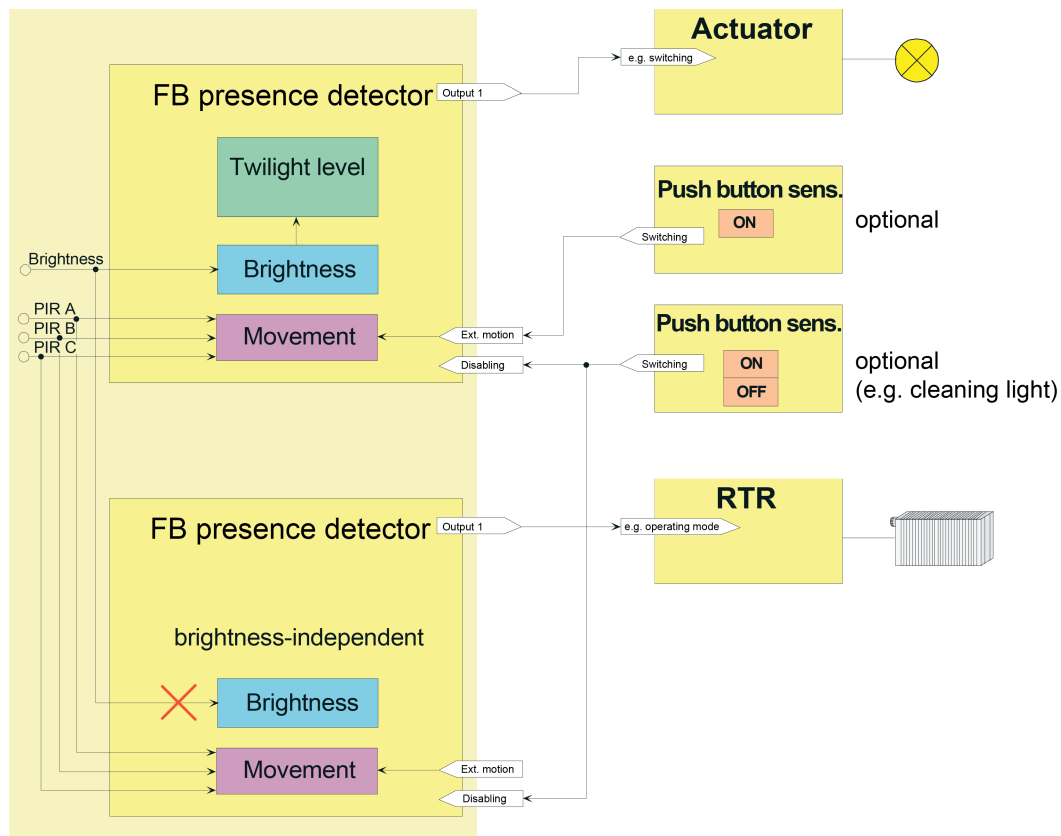 Actuator
e.g. switching
FB presence detector
Output 1
Twilight level
Push button sens.
ON
optional
Switching
Brightness
Brightness
PIR A
PIR B
PIR C
Movement
Ext. motion
Disabling
Push button sens.
Switching
ON
OFF
optional
(e.g. cleaning light)
RTR
FB presence detector
Output 1
e.g. operating mode
brightness-independent
Brightness
Movement
Ext. motion
Disabling